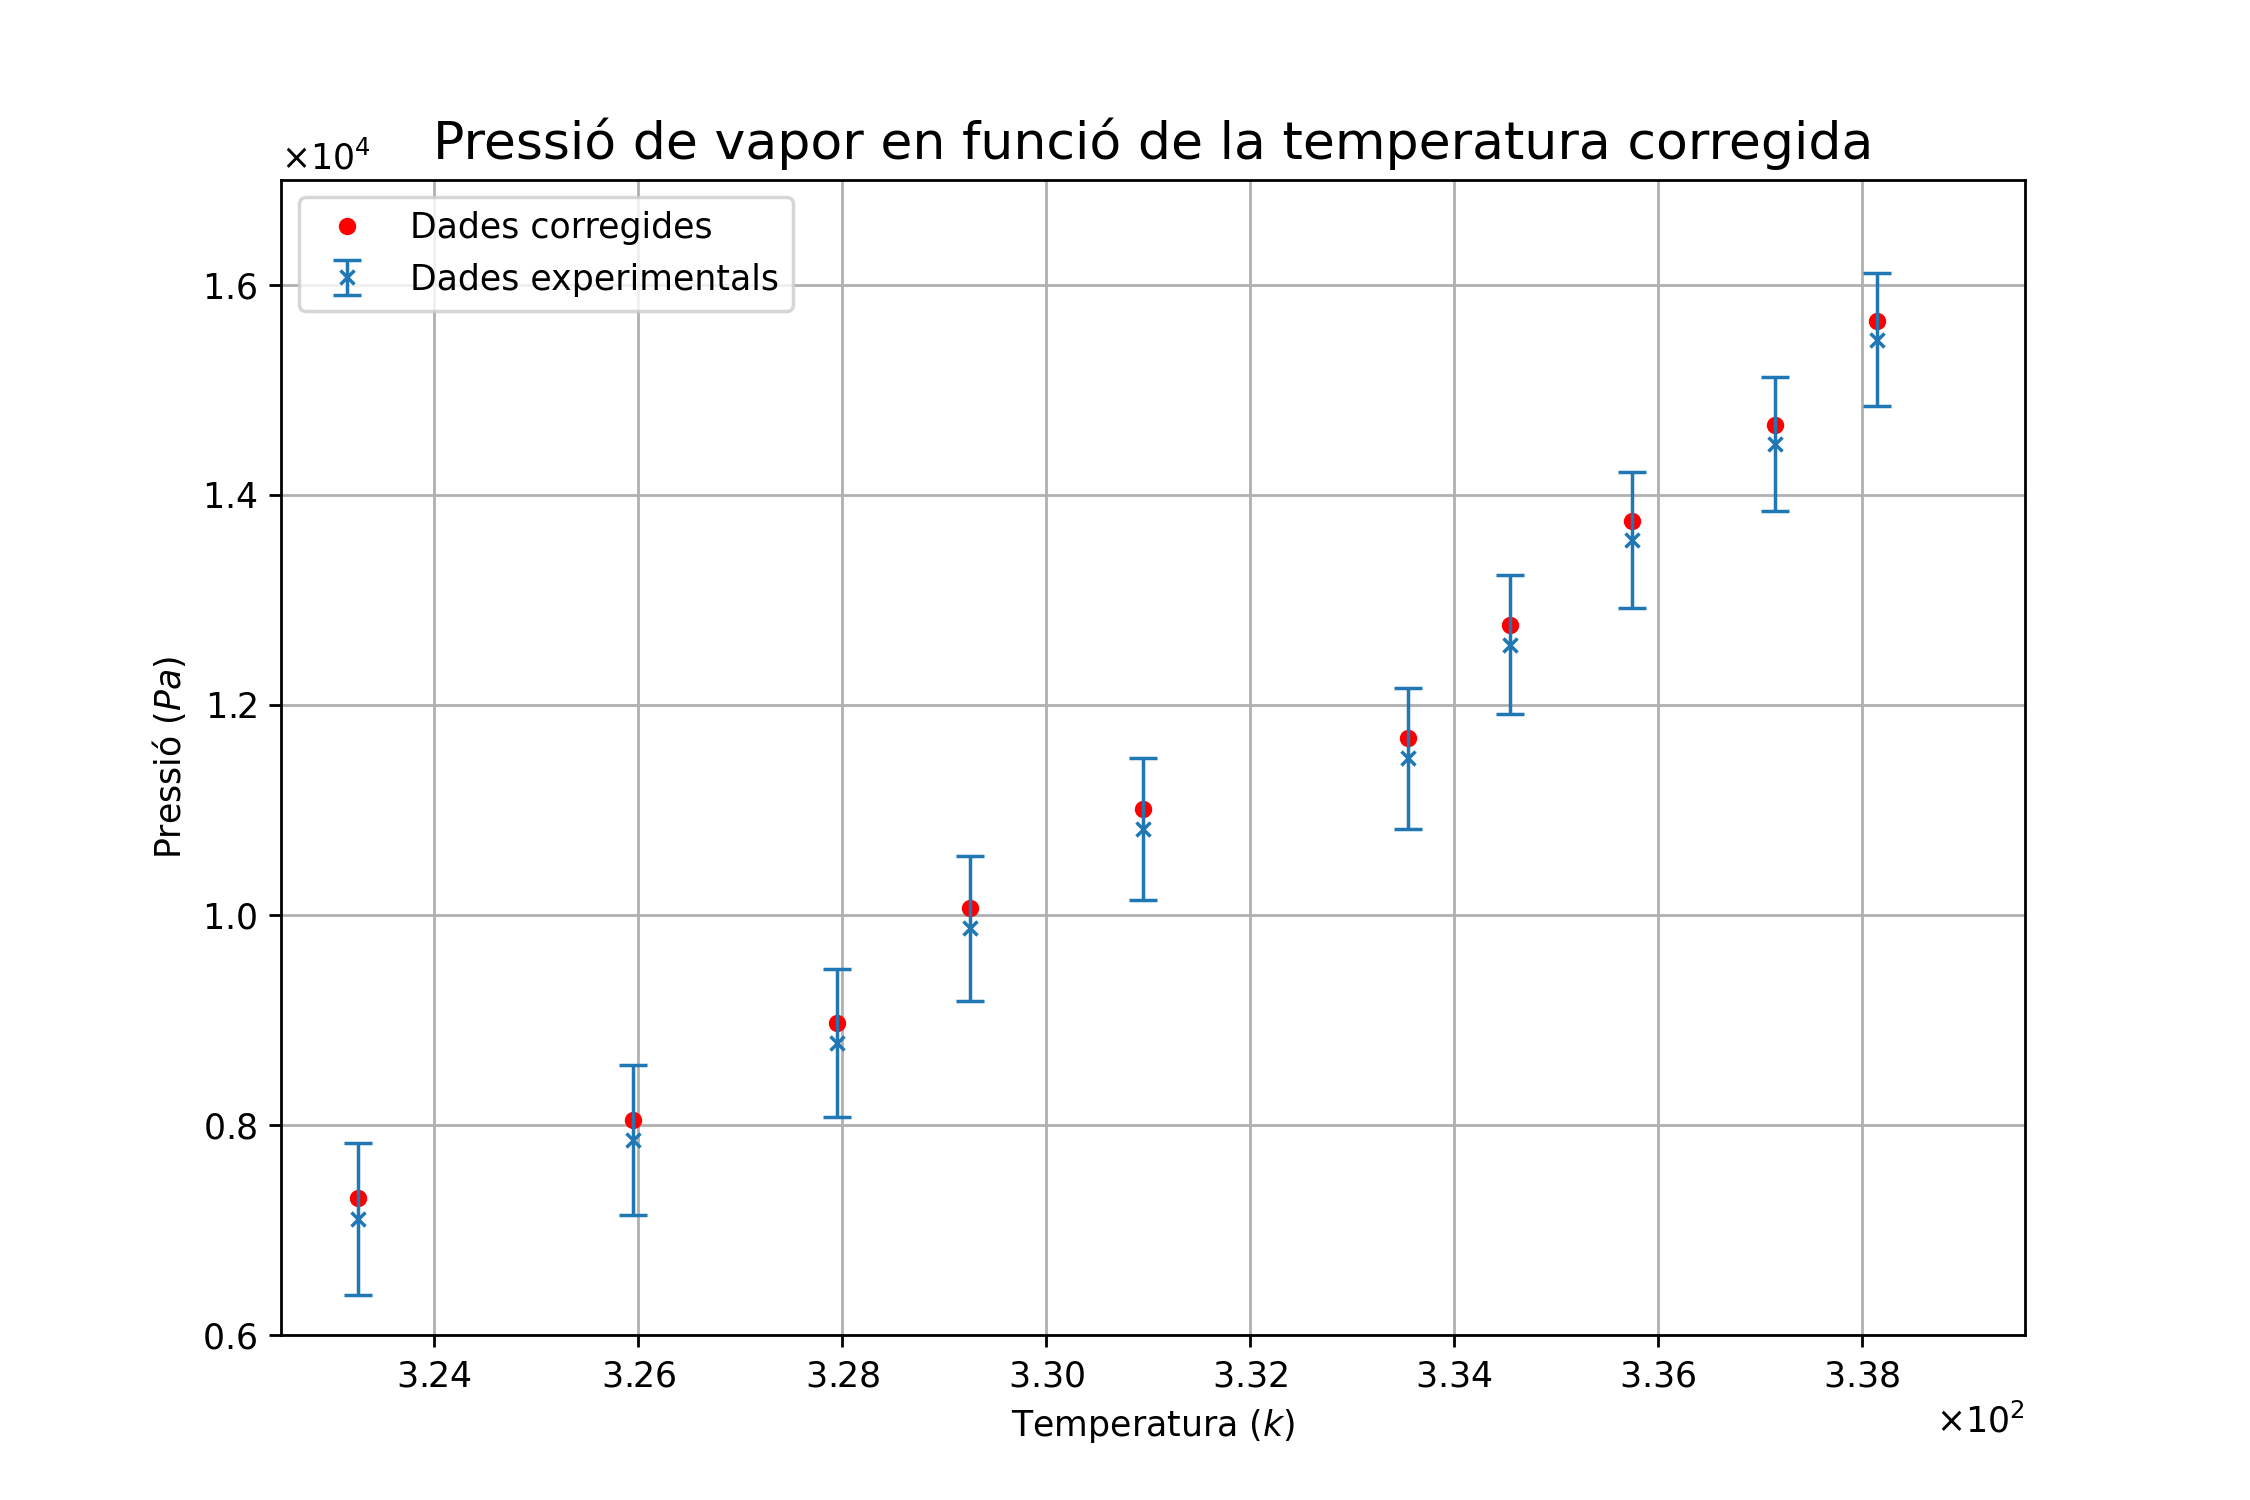 Pressió de vapor en funció de la temperatura corregida
×10⁴
Dades corregides
Dades experimentals
1.6
1.4
1.2
1.0
0.8
0.6
Pressió (Pa)
3.24 3.26 3.28 3.30 3.32 3.34 3.36 3.38
×10²
Temperatura (k)